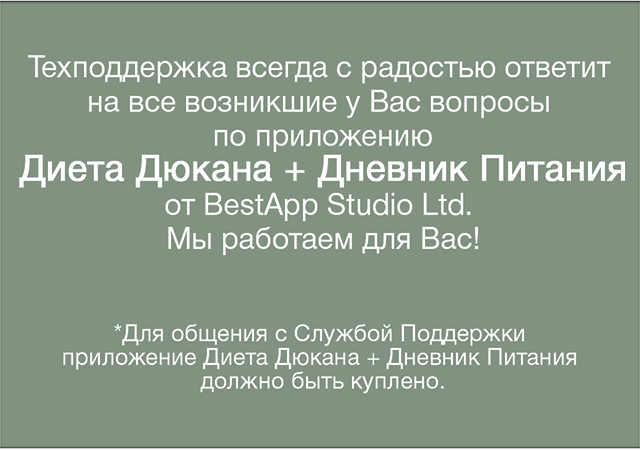 Техподдержка всегда с радостью ответит
на все возникшие у Вас вопросы
по приложению
Диета Дюкана + Дневник Питания
от BestApp Studio Ltd.
Мы работаем для Вас!
*Для общения с Службой Поддержки
приложение Диета Дюкана + Дневник Питания
должно быть куплено.